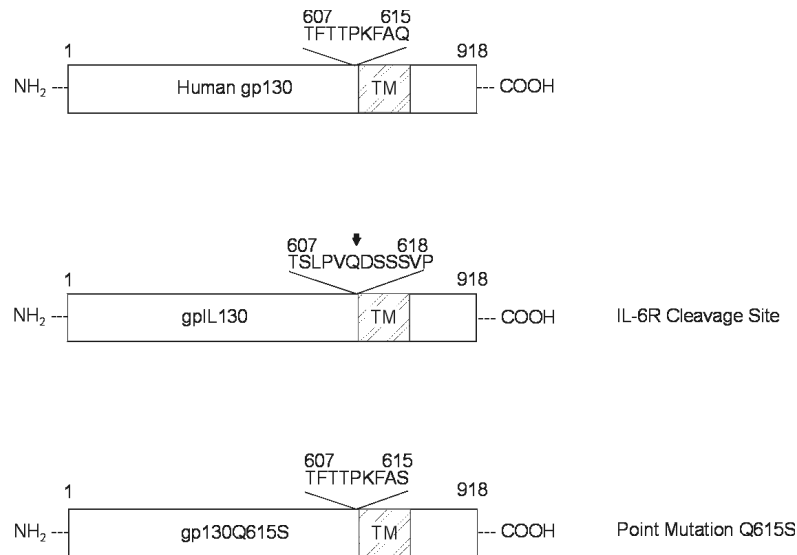 607 615
TFTTPKFAQ
1 918
NH2 --- Human gp130 TM --- COOH
607 618
TSLPVQDSSSVP
1 918
NH2 --- gpIL130 TM --- COOH IL-6R Cleavage Site
607 615
TFTTPKFAS
1 918
NH2 --- gp130Q615S TM --- COOH Point Mutation Q615S